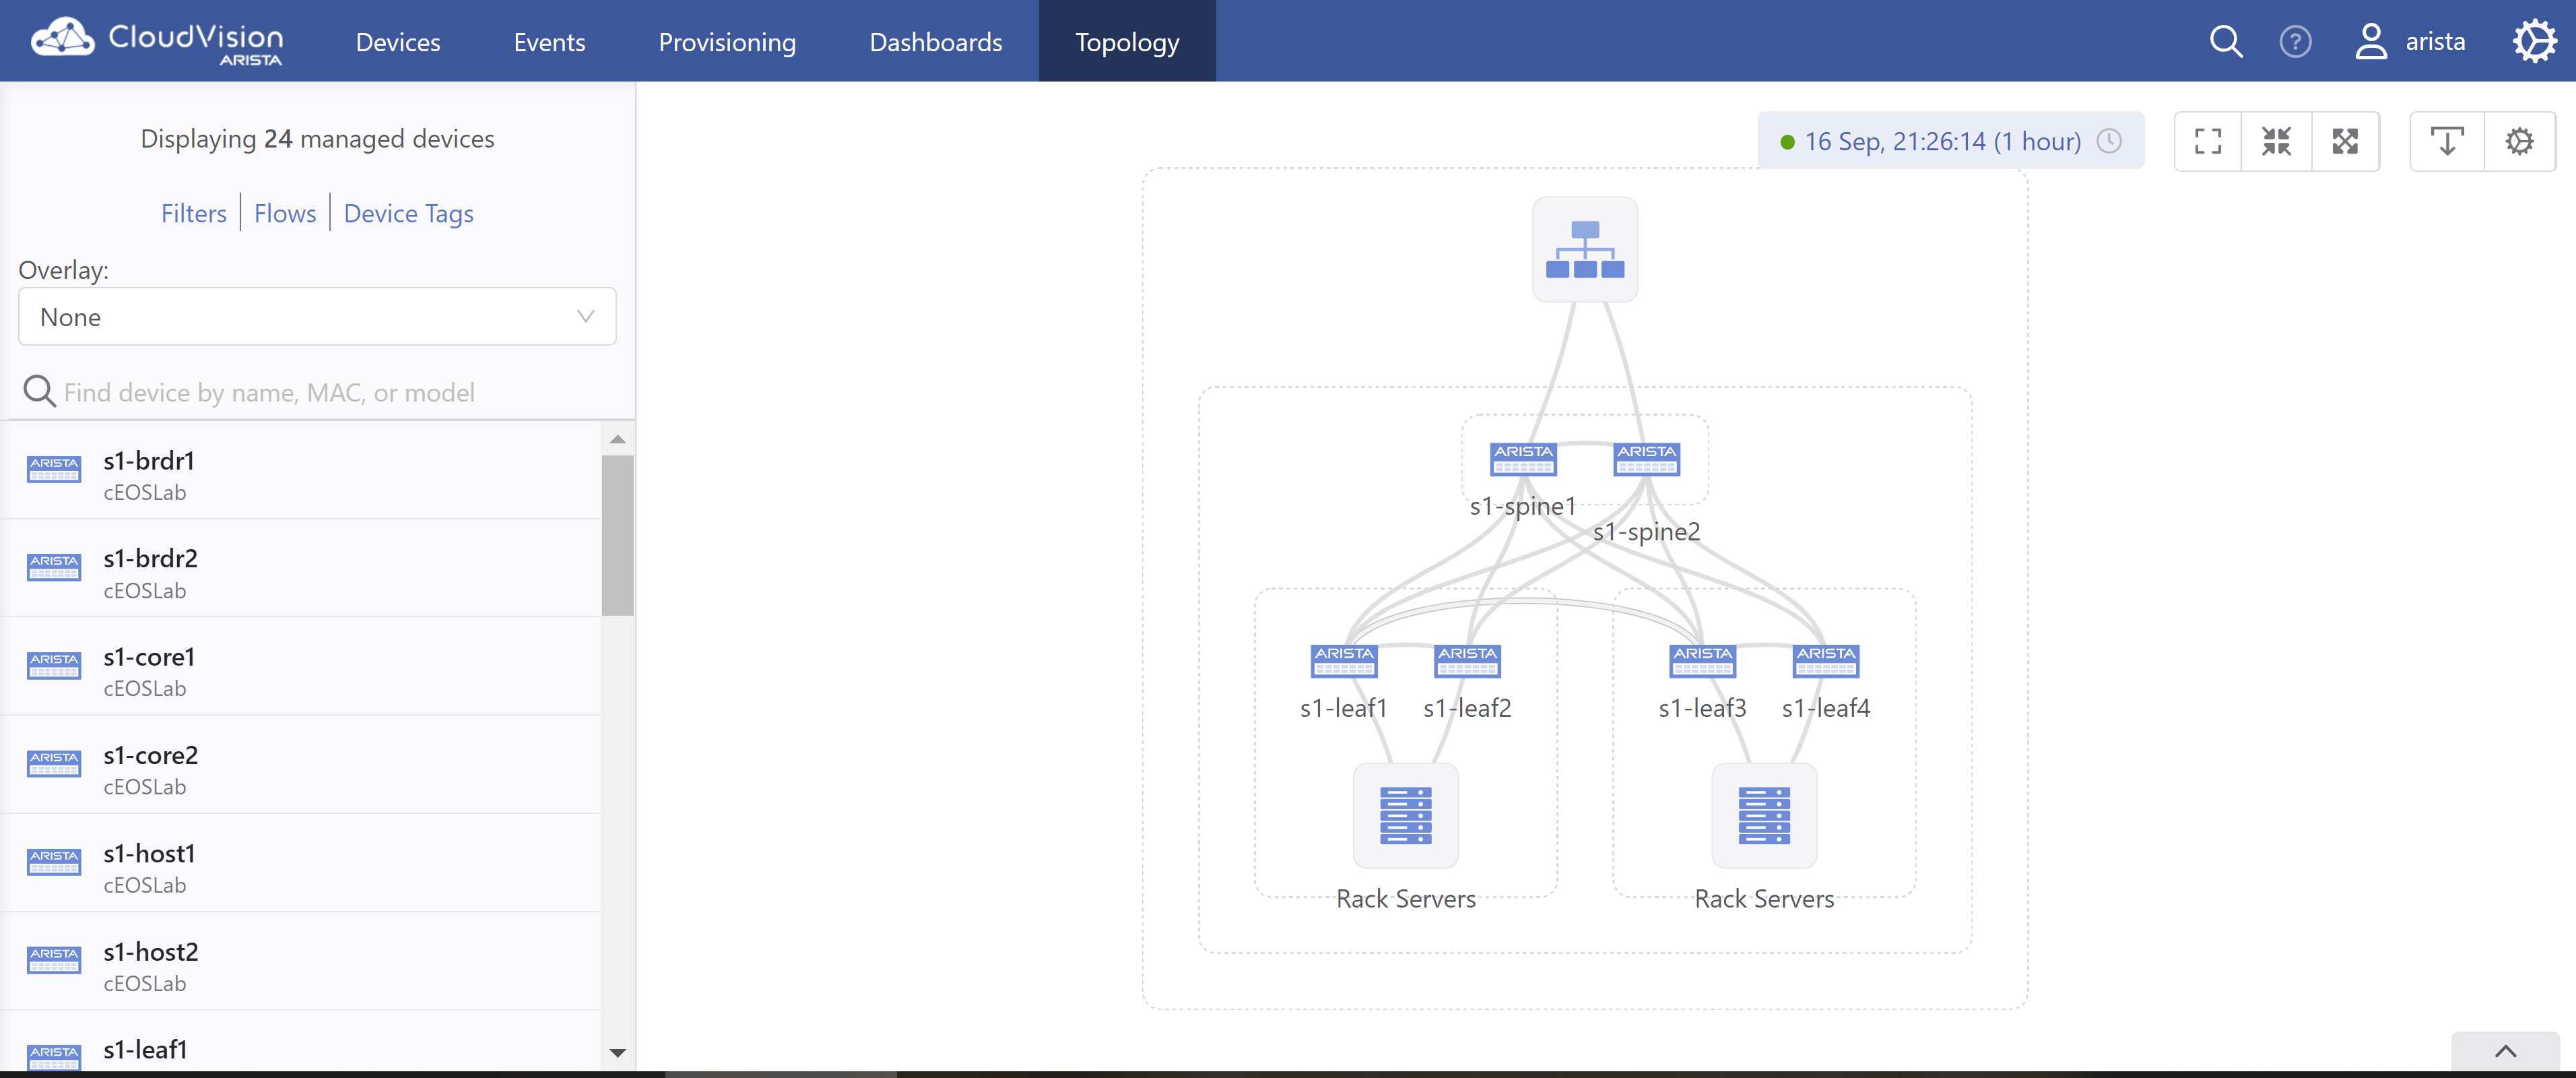 CloudVision
ARISTA
Devices Events Provisioning Dashboards Topology
? arista
Displaying 24 managed devices
Filters Flows Device Tags
Overlay:
None
Find device by name, MAC, or model
ARISTA
s1-brdr1
cEOSLab
ARISTA
s1-brdr2
cEOSLab
ARISTA
s1-core1
cEOSLab
ARISTA
s1-core2
cEOSLab
ARISTA
s1-host1
cEOSLab
ARISTA
s1-host2
cEOSLab
ARISTA
s1-leaf1
16 Sep, 21:26:14 (1 hour)
ARISTA ARISTA
s1-spine1
s1-spine2
ARISTA ARISTA ARISTA ARISTA
s1-leaf1 s1-leaf2 s1-leaf3 s1-leaf4
Rack Servers Rack Servers